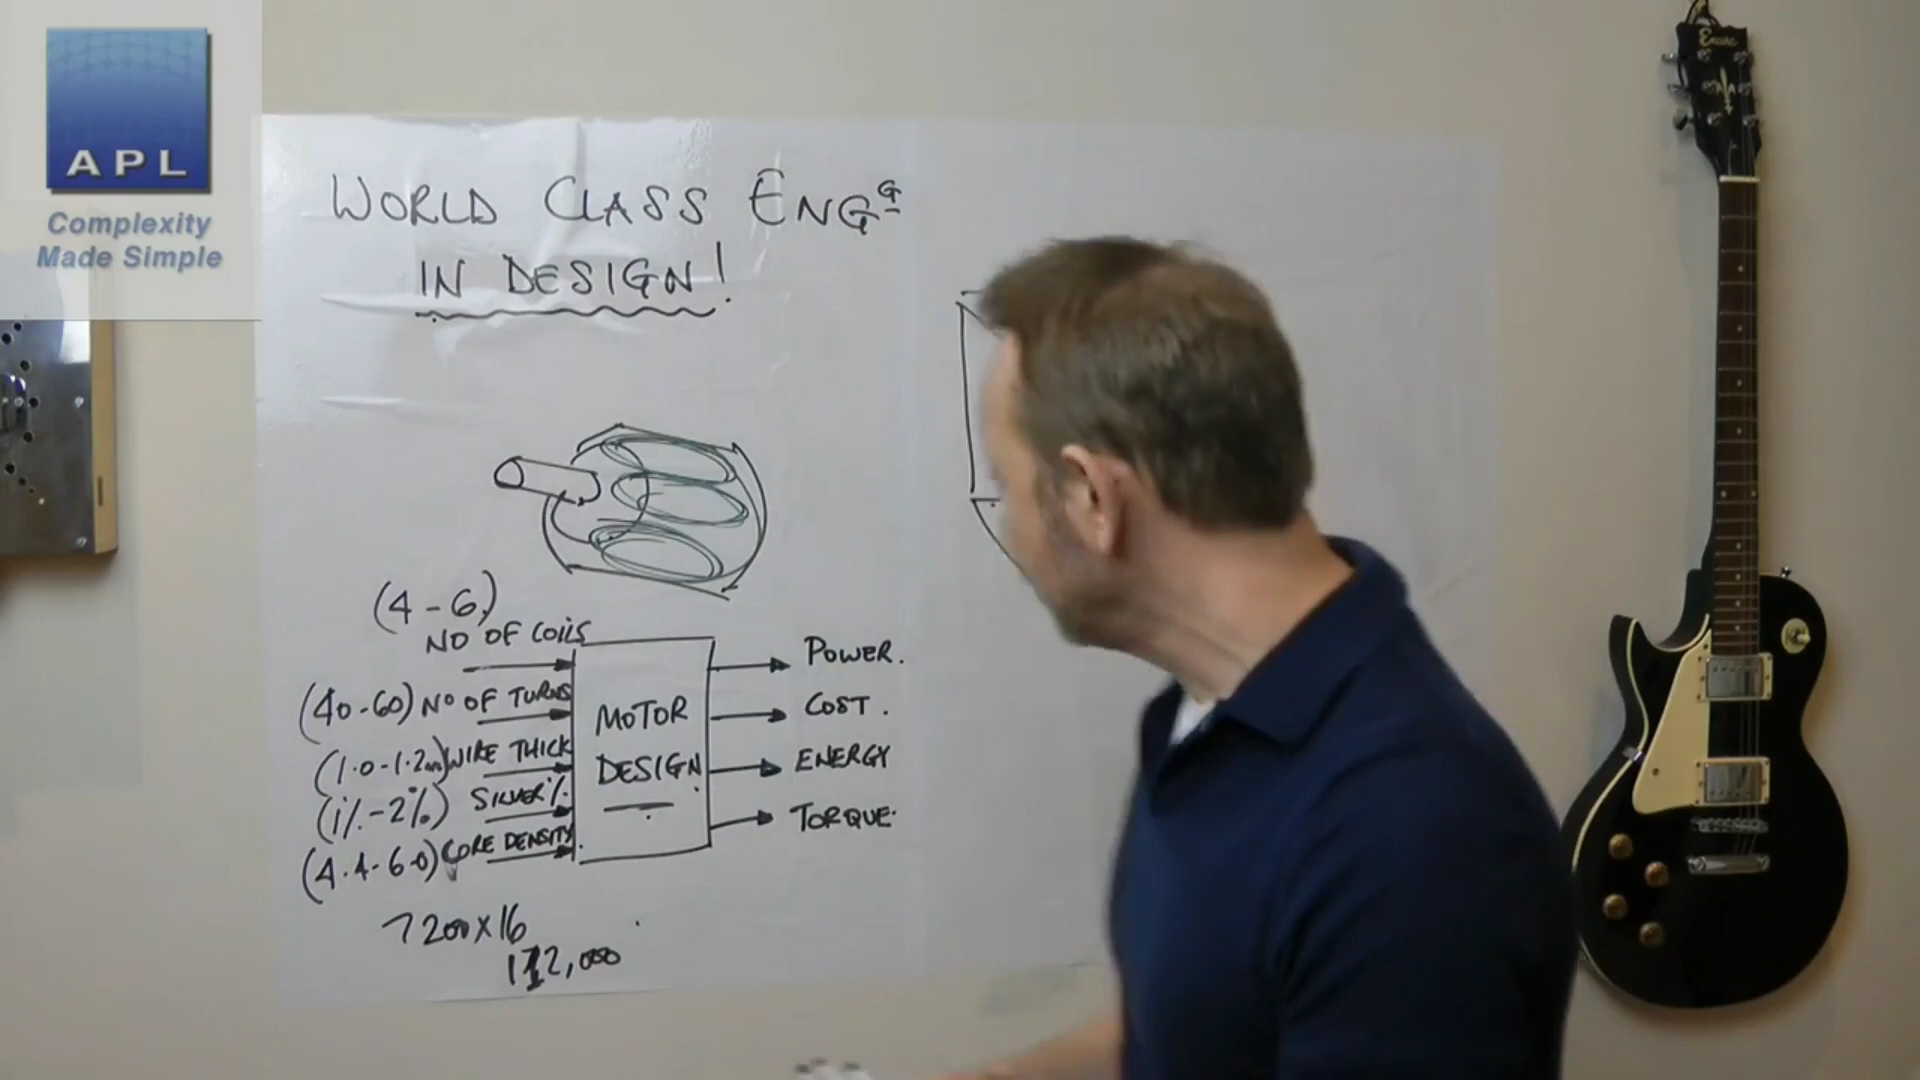 APL
Complexity
Made Simple
WORLD CLASS ENGG
IN DESIGN!
(4-6)
NO OF COILS
(40-60) NO OF TURNS
(1.0-1.2mm) WIRE THICK
(1%-2%) SILVER %
(4.4-6.0) CORE DENSITY
MOTOR
DESIGN
POWER.
COST.
ENERGY
TORQUE.
7200x16
112,000
Encore